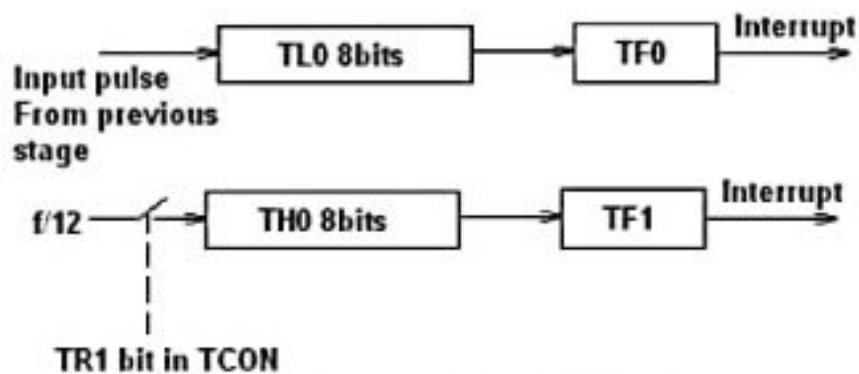 TL0 8bits
TF0
Interrupt
Input pulse
From previous
stage
f/12
TH0 8bits
TF1
Interrupt
TR1 bit in TCON